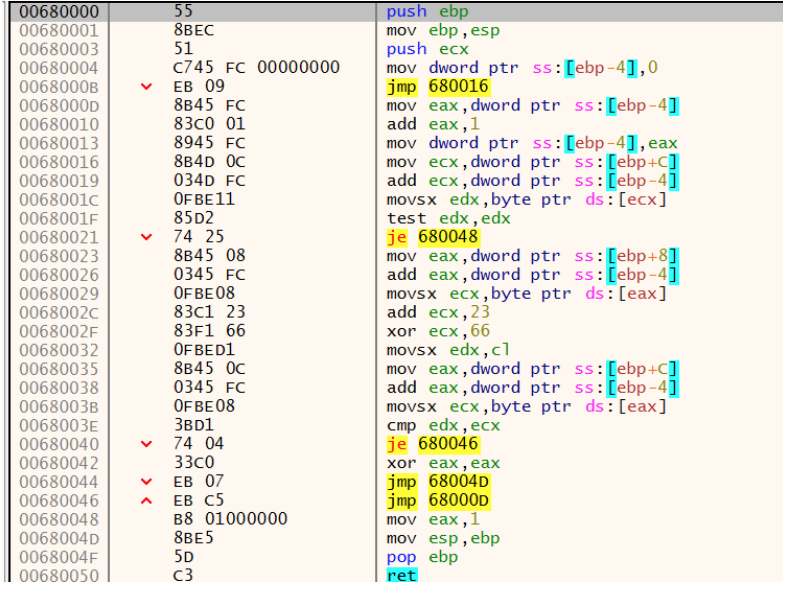 00680000 55 push ebp
00680001 8BEC mov ebp,esp
00680003 51 push ecx
00680004 C745 FC 00000000 mov dword ptr ss:[ebp-4],0
0068000B EB 09 jmp 680016
0068000D 8B45 FC mov eax,dword ptr ss:[ebp-4]
00680010 83C0 01 add eax,1
00680013 8945 FC mov dword ptr ss:[ebp-4],eax
00680016 8B4D 0C mov ecx,dword ptr ss:[ebp+C]
00680019 034D FC add ecx,dword ptr ss:[ebp-4]
0068001C 0FBE11 movsx edx,byte ptr ds:[ecx]
0068001F 85D2 test edx,edx
00680021 74 25 je 680048
00680023 8B45 08 mov eax,dword ptr ss:[ebp+8]
00680026 0345 FC add eax,dword ptr ss:[ebp-4]
00680029 0FBE08 movsx ecx,byte ptr ds:[eax]
0068002C 83C1 23 add ecx,23
0068002F 83F1 66 xor ecx,66
00680032 0FBED1 movsx edx,cl
00680035 8B45 0C mov eax,dword ptr ss:[ebp+C]
00680038 0345 FC add eax,dword ptr ss:[ebp-4]
0068003B 0FBE08 movsx ecx,byte ptr ds:[eax]
0068003E 3BD1 cmp edx,ecx
00680040 74 04 je 680046
00680042 33C0 xor eax,eax
00680044 EB 07 jmp 68004D
00680046 EB C5 jmp 68000D
00680048 B8 01000000 mov eax,1
0068004D 8BE5 mov esp,ebp
0068004F 5D pop ebp
00680050 C3 ret